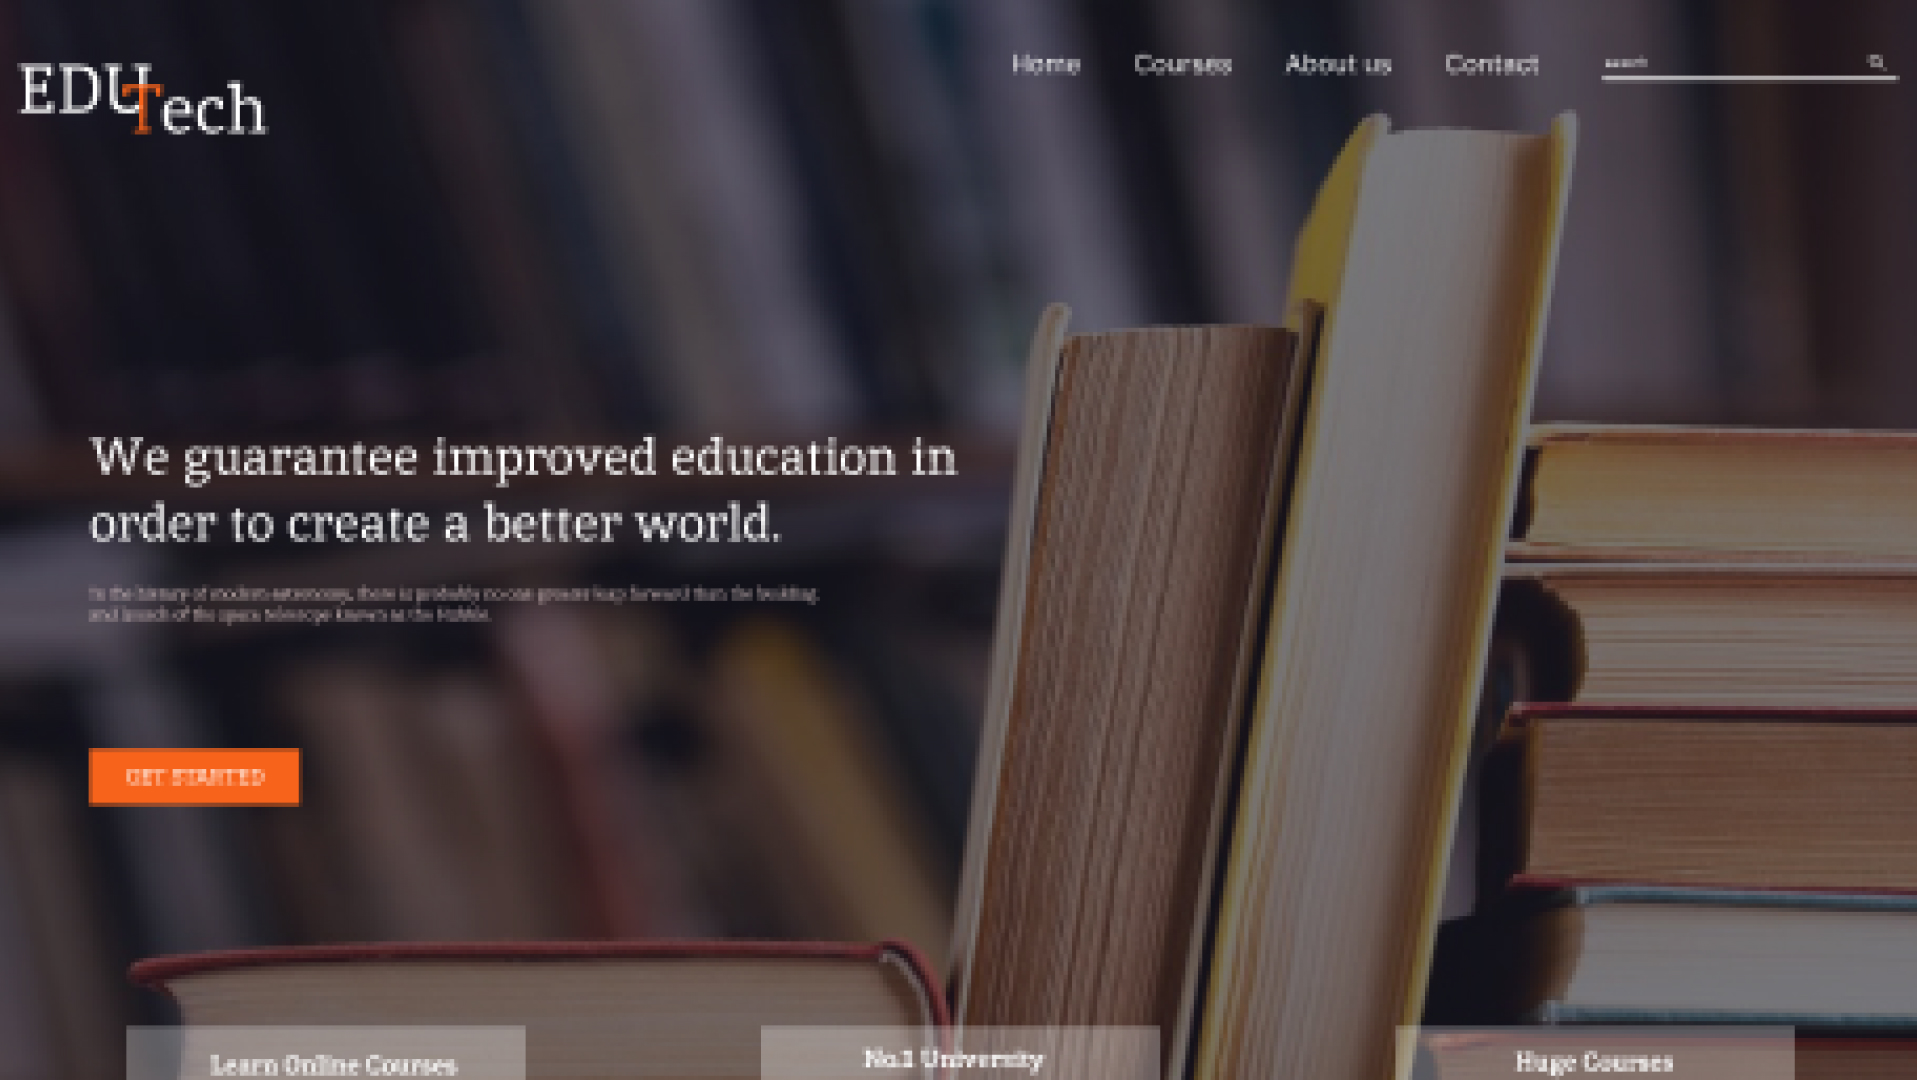 EDUTech
Home Courses About us Contact search
We guarantee improved education in
order to create a better world.
In the history of modern astronomy, there is probably no one greater leap forward than the building
and launch of the space telescope known as the Hubble.
GET STARTED
Learn Online Courses
No.1 University
Huge Courses